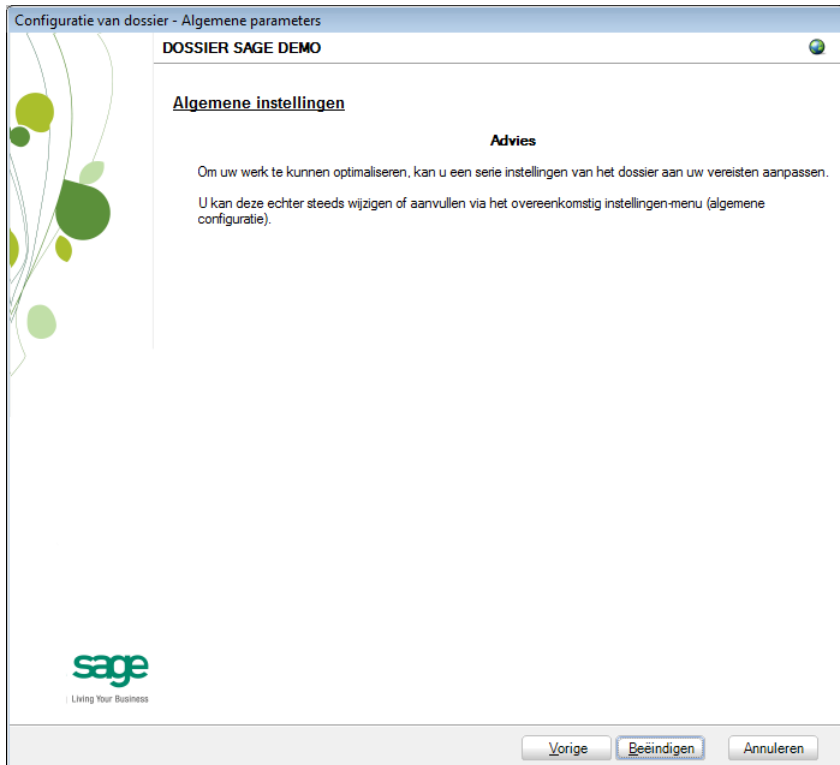 Configuratie van dossier - Algemene parameters
DOSSIER SAGE DEMO
Algemene instellingen
Advies
Om uw werk te kunnen optimaliseren, kan u een serie instellingen van het dossier aan uw vereisten aanpassen.
U kan deze echter steeds wijzigen of aanvullen via het overeenkomstig instellingen-menu (algemene
configuratie).
sage
Living Your Business
Vorige
Beëindigen
Annuleren